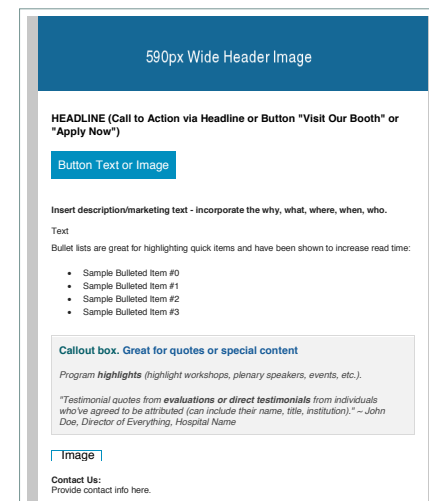 590px Wide Header Image
HEADLINE (Call to Action via Headline or Button "Visit Our Booth" or
"Apply Now")
Button Text or Image
Insert description/marketing text - incorporate the why, what, where, when, who.
Text
Bullet lists are great for highlighting quick items and have been shown to increase read time:
• Sample Bulleted Item #0
• Sample Bulleted Item #1
• Sample Bulleted Item #2
• Sample Bulleted Item #3
Callout box. Great for quotes or special content
Program highlights (highlight workshops, plenary speakers, events, etc.).
"Testimonial quotes from evaluations or direct testimonials from individuals
who've agreed to be attributed (can include their name, title, institution)." ~ John
Doe, Director of Everything, Hospital Name
Image
Contact Us:
Provide contact info here.